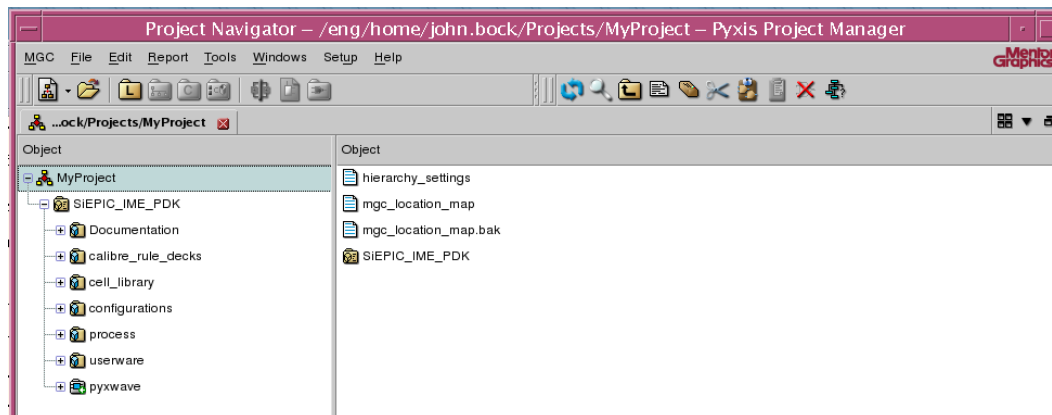 Project Navigator – /eng/home/john.bock/Projects/MyProject – Pyxis Project Manager
MGC File Edit Report Tools Windows Setup Help
Mentor Graphics
...ock/Projects/MyProject
Object
Object
MyProject
SiEPIC_IME_PDK
Documentation
calibre_rule_decks
cell_library
configurations
process
userware
pyxwave
hierarchy_settings
mgc_location_map
mgc_location_map.bak
SiEPIC_IME_PDK